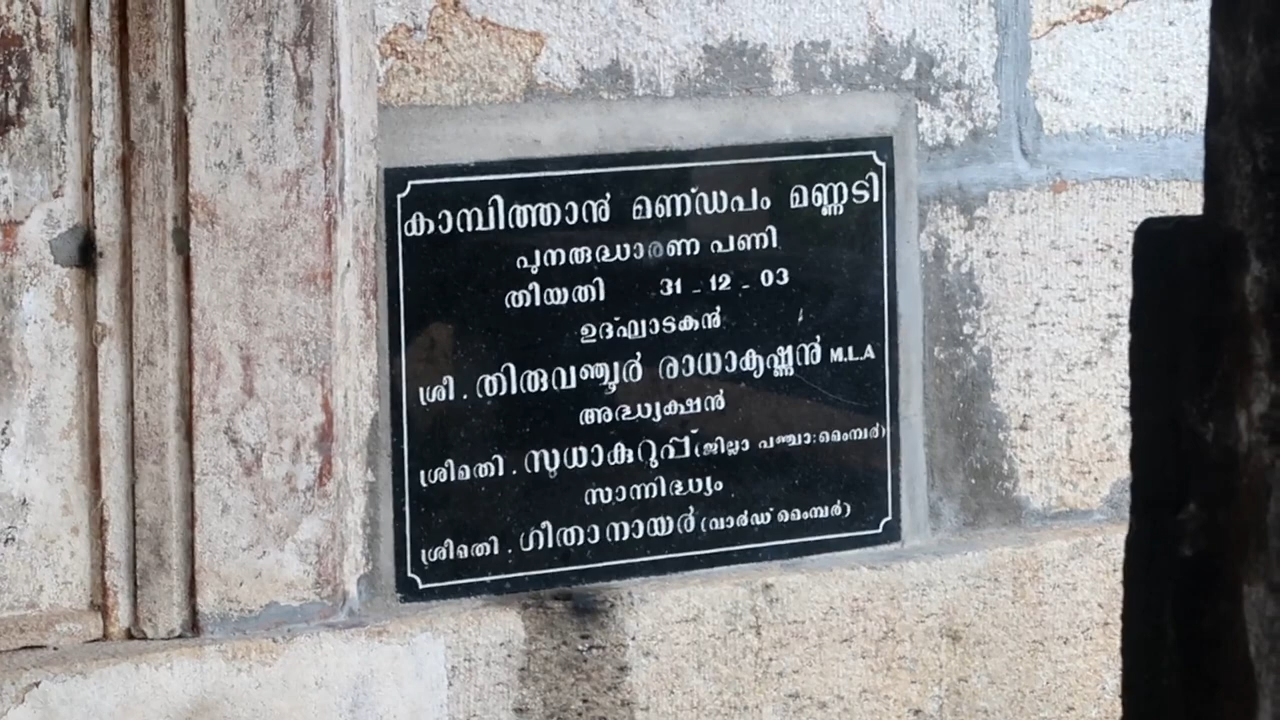 കാമ്പിത്താൻ മണ്ഡപം മണ്ണടി
പുനരുദ്ധാരണ പണി
തിയതി 31 - 12 - 03
ഉദ്ഘാടകൻ
ശ്രീ . തിരുവഞ്ചൂർ രാധാകൃഷ്ണൻ M.L.A
അദ്ധ്യക്ഷൻ
ശ്രീമതി . സുധാകുറുപ്പ് (ജില്ലാ പഞ്ചാ:മെംമ്പർ)
സാന്നിദ്ധ്യം
ശ്രീമതി . ഗീതാനായർ (വാർഡ് മെംമ്പർ)